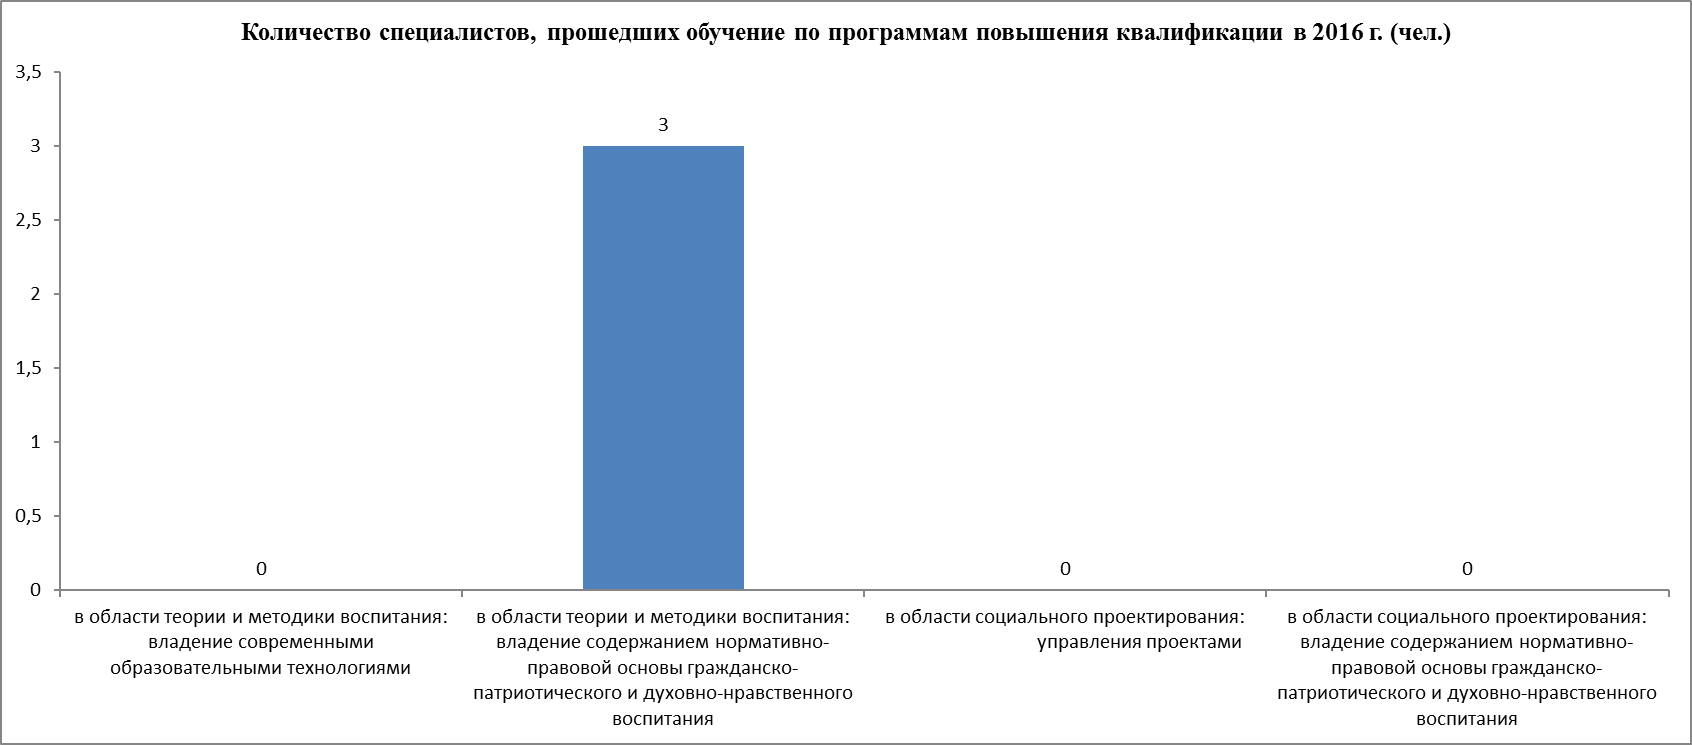 Количество специалистов, прошедших обучение по программам повышения квалификации в 2016 г. (чел.)
3,5
3
2,5
2
1,5
1
0,5
0
0
3
0
0
в области теории и методики воспитания:
владение современными
образовательными технологиями
в области теории и методики воспитания:
владение содержанием нормативно-
правовой основы гражданско-
патриотического и духовно-нравственного
воспитания
в области социального проектирования:
управления проектами
в области социального проектирования:
владение содержанием нормативно-
правовой основы гражданско-
патриотического и духовно-нравственного
воспитания